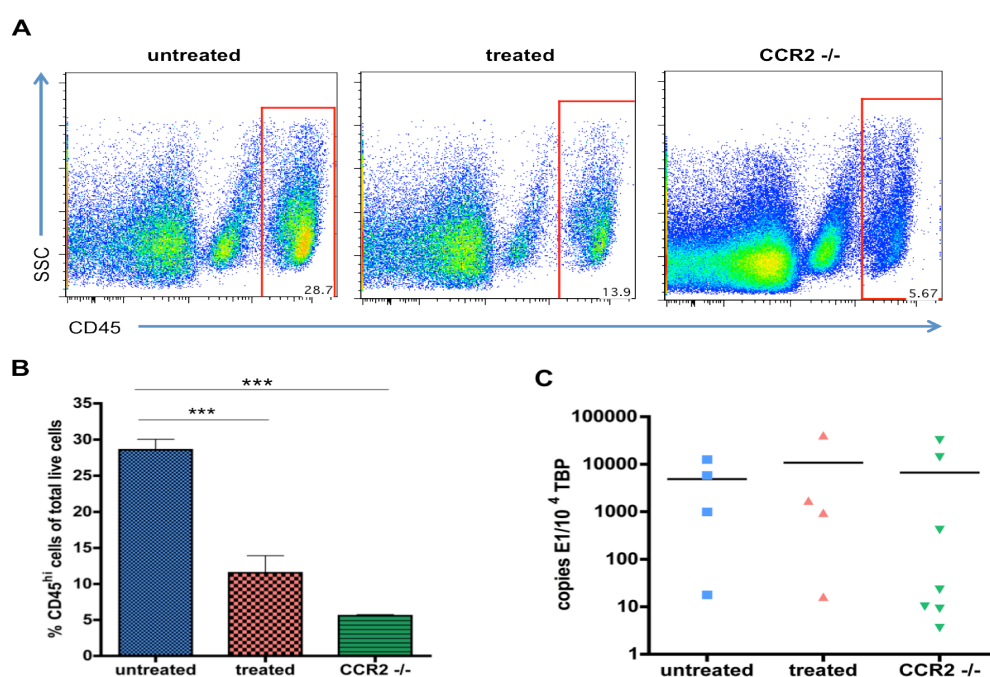 A
untreated
treated
CCR2 -/-
SSC
28.7
13.9
5.67
CD45
B
***
***
35
30
25
20
15
10
5
0
% CD45hi cells of total live cells
untreated
treated
CCR2 -/-
C
100000
10000
1000
100
10
1
copies E1/10 4 TBP
untreated
treated
CCR2 -/-